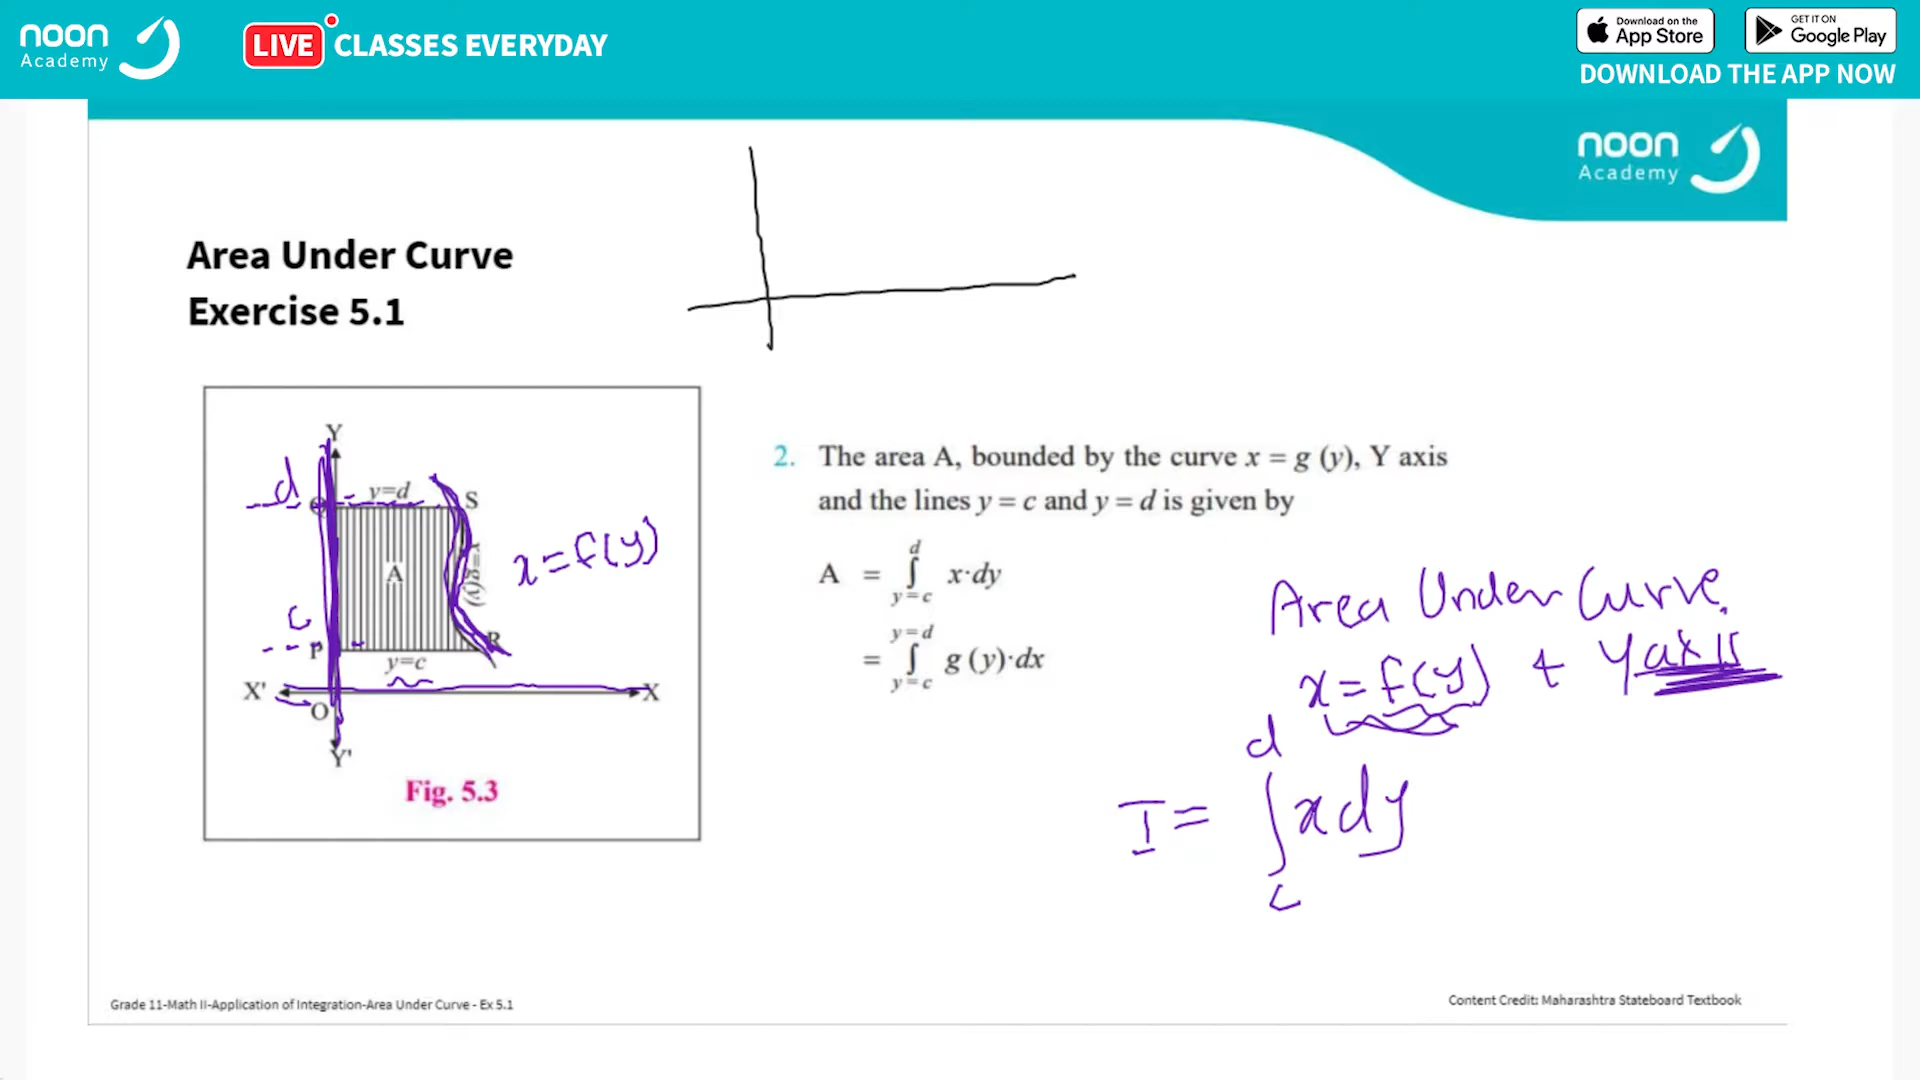 noon
Academy
LIVE CLASSES EVERYDAY
Download on the
App Store
GET IT ON
Google Play
DOWNLOAD THE APP NOW
noon
Academy
Area Under Curve
Exercise 5.1
Y
d
y=d
S
x=g(y)
x=f(y)
A
C
P
R
y=c
X'
X
O
Y'
Fig. 5.3
2. The area A, bounded by the curve x = g (y), Y axis
and the lines y = c and y = d is given by
A = d ∫ y=c x·dy
= y=d ∫ y=c g (y)·dx
Area Under Curve.
x=f(y) + Y axis
d
I = ∫ x dy
c
Grade 11-Math II-Application of Integration-Area Under Curve - Ex 5.1
Content Credit: Maharashtra Stateboard Textbook